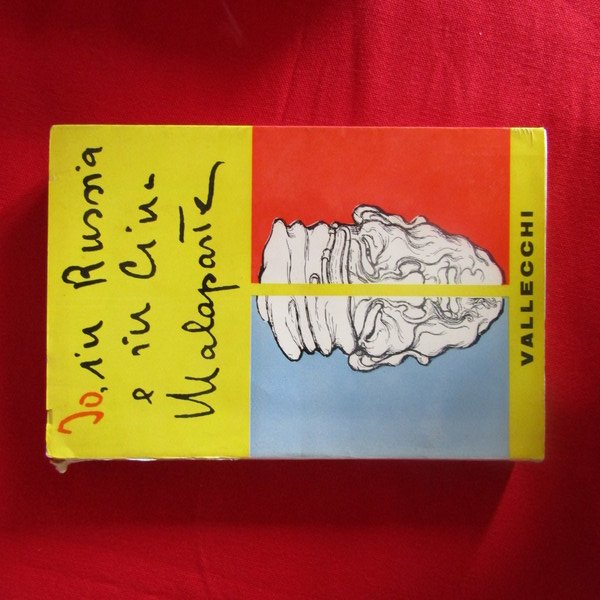 Io, in Russia
e in Cina
Malaparte
VALLECCHI